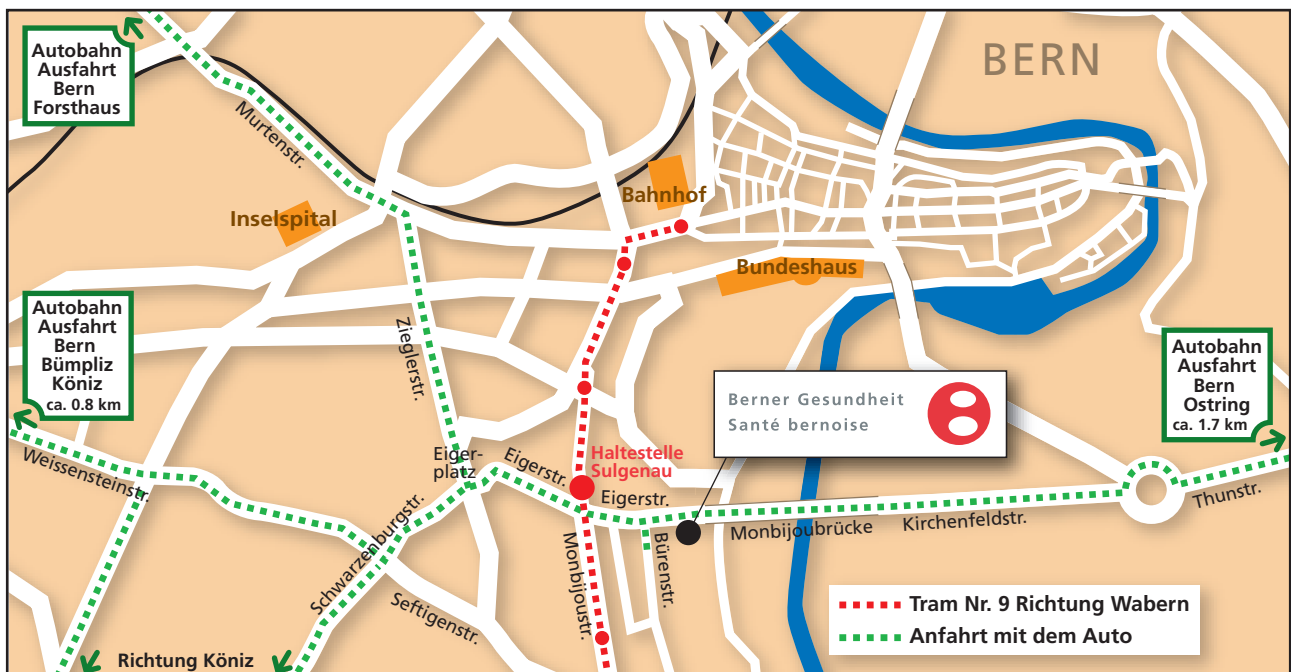 Autobahn
Ausfahrt
Bern
Forsthaus
BERN
Murtenstr.
Bahnhof
Inselspital
Bundeshaus
Autobahn
Ausfahrt
Bern
Bümpliz
Köniz
ca. 0.8 km
Zieglerstr.
Autobahn
Ausfahrt
Bern
Ostring
ca. 1.7 km
Berner Gesundheit
Santé bernoise
Weissensteinstr.
Eiger-
platz
Eigerstr.
Haltestelle
Sulgenau
Eigerstr.
Monbijoubrücke
Kirchenfeldstr.
Thunstr.
Schwarzenburgstr.
Seftigenstr.
Monbijoustr.
Bürenstr.
Tram Nr. 9 Richtung Wabern
Anfahrt mit dem Auto
Richtung Köniz